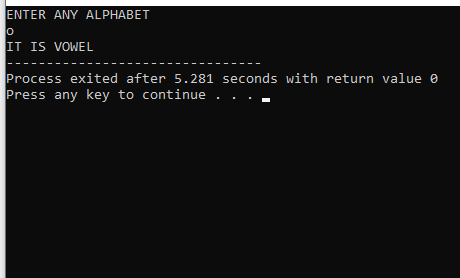 ENTER ANY ALPHABET
o
IT IS VOWEL
--------------------------------
Process exited after 5.281 seconds with return value 0
Press any key to continue . . .